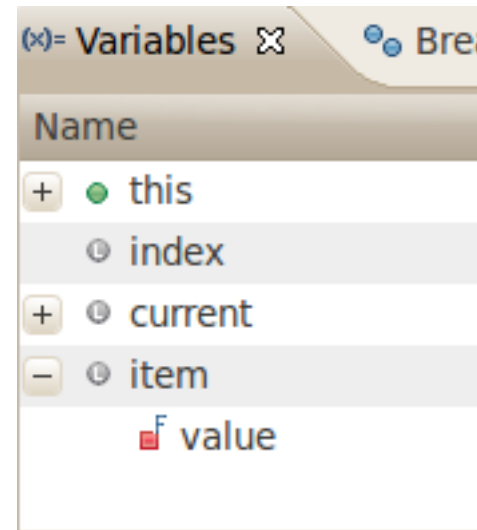 (x)= Variables Brea
Name
this
index
current
item
F value